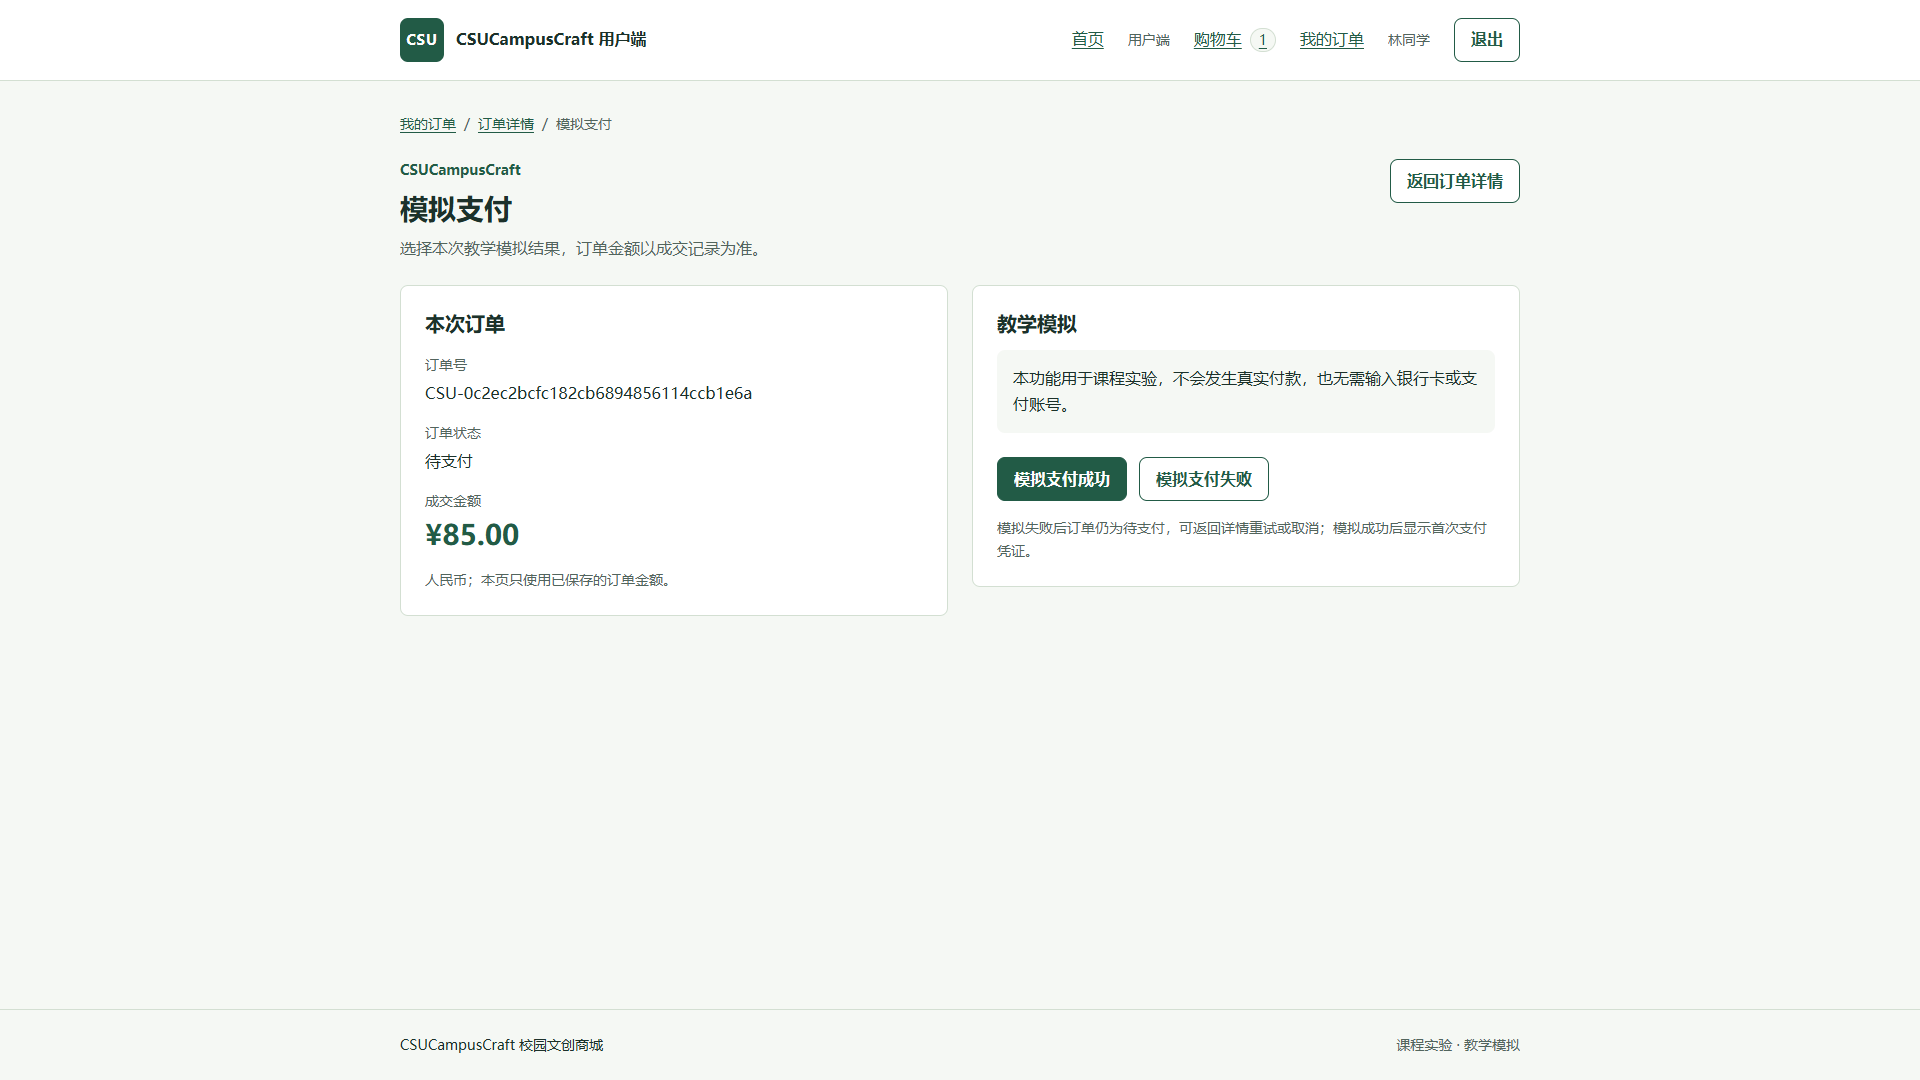 CSU CSUCampusCraft 用户端 首页 用户端 购物车 1 我的订单 林同学 退出
我的订单 / 订单详情 / 模拟支付
CSUCampusCraft
模拟支付
返回订单详情
选择本次教学模拟结果，订单金额以成交记录为准。
本次订单
订单号
CSU-0c2ec2bcfc182cb6894856114ccb1e6a
订单状态
待支付
成交金额
¥85.00
人民币；本页只使用已保存的订单金额。
教学模拟
本功能用于课程实验，不会发生真实付款，也无需输入银行卡或支
付账号。
模拟支付成功 模拟支付失败
模拟失败后订单仍为待支付，可返回详情重试或取消；模拟成功后显示首次支付
凭证。
CSUCampusCraft 校园文创商城 课程实验 · 教学模拟